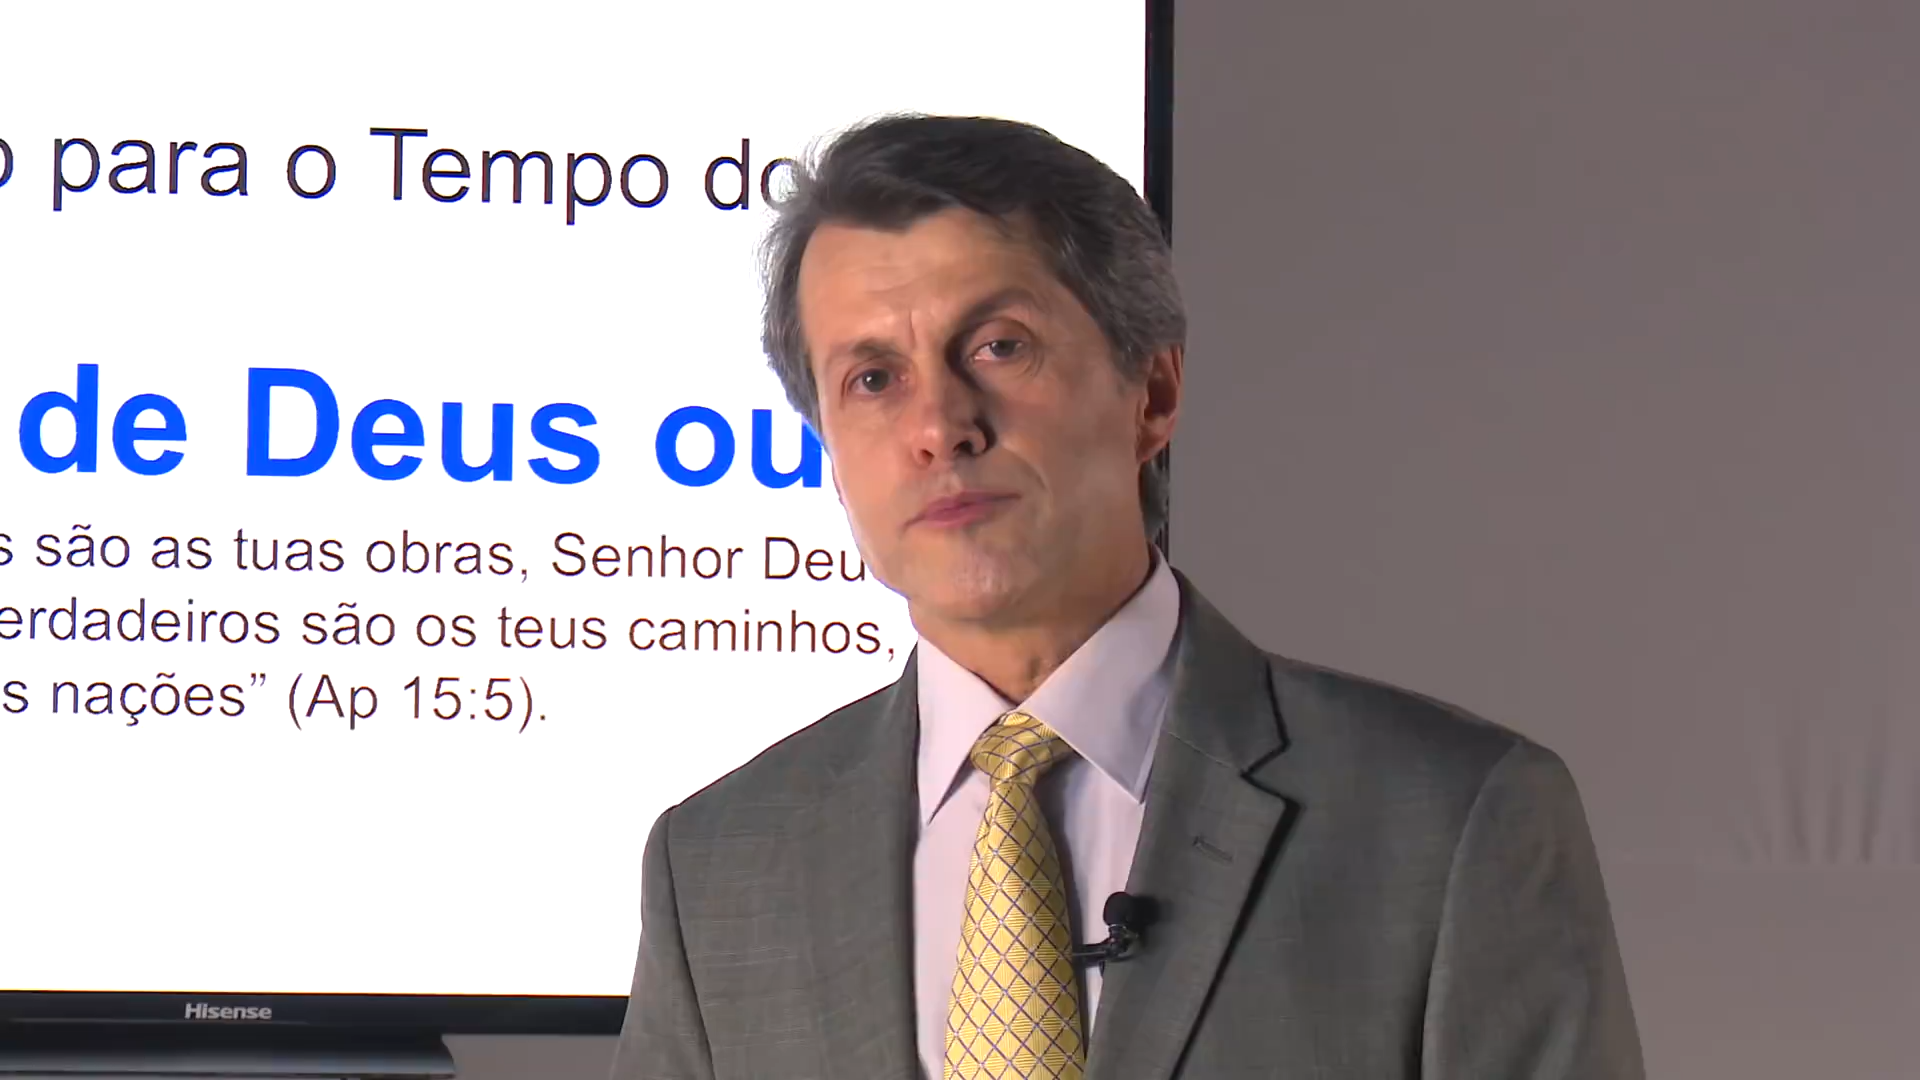 para o Tempo do
de Deus ou
são as tuas obras, Senhor Deu
erdadeiros são os teus caminhos,
s nações” (Ap 15:5).
Hisense